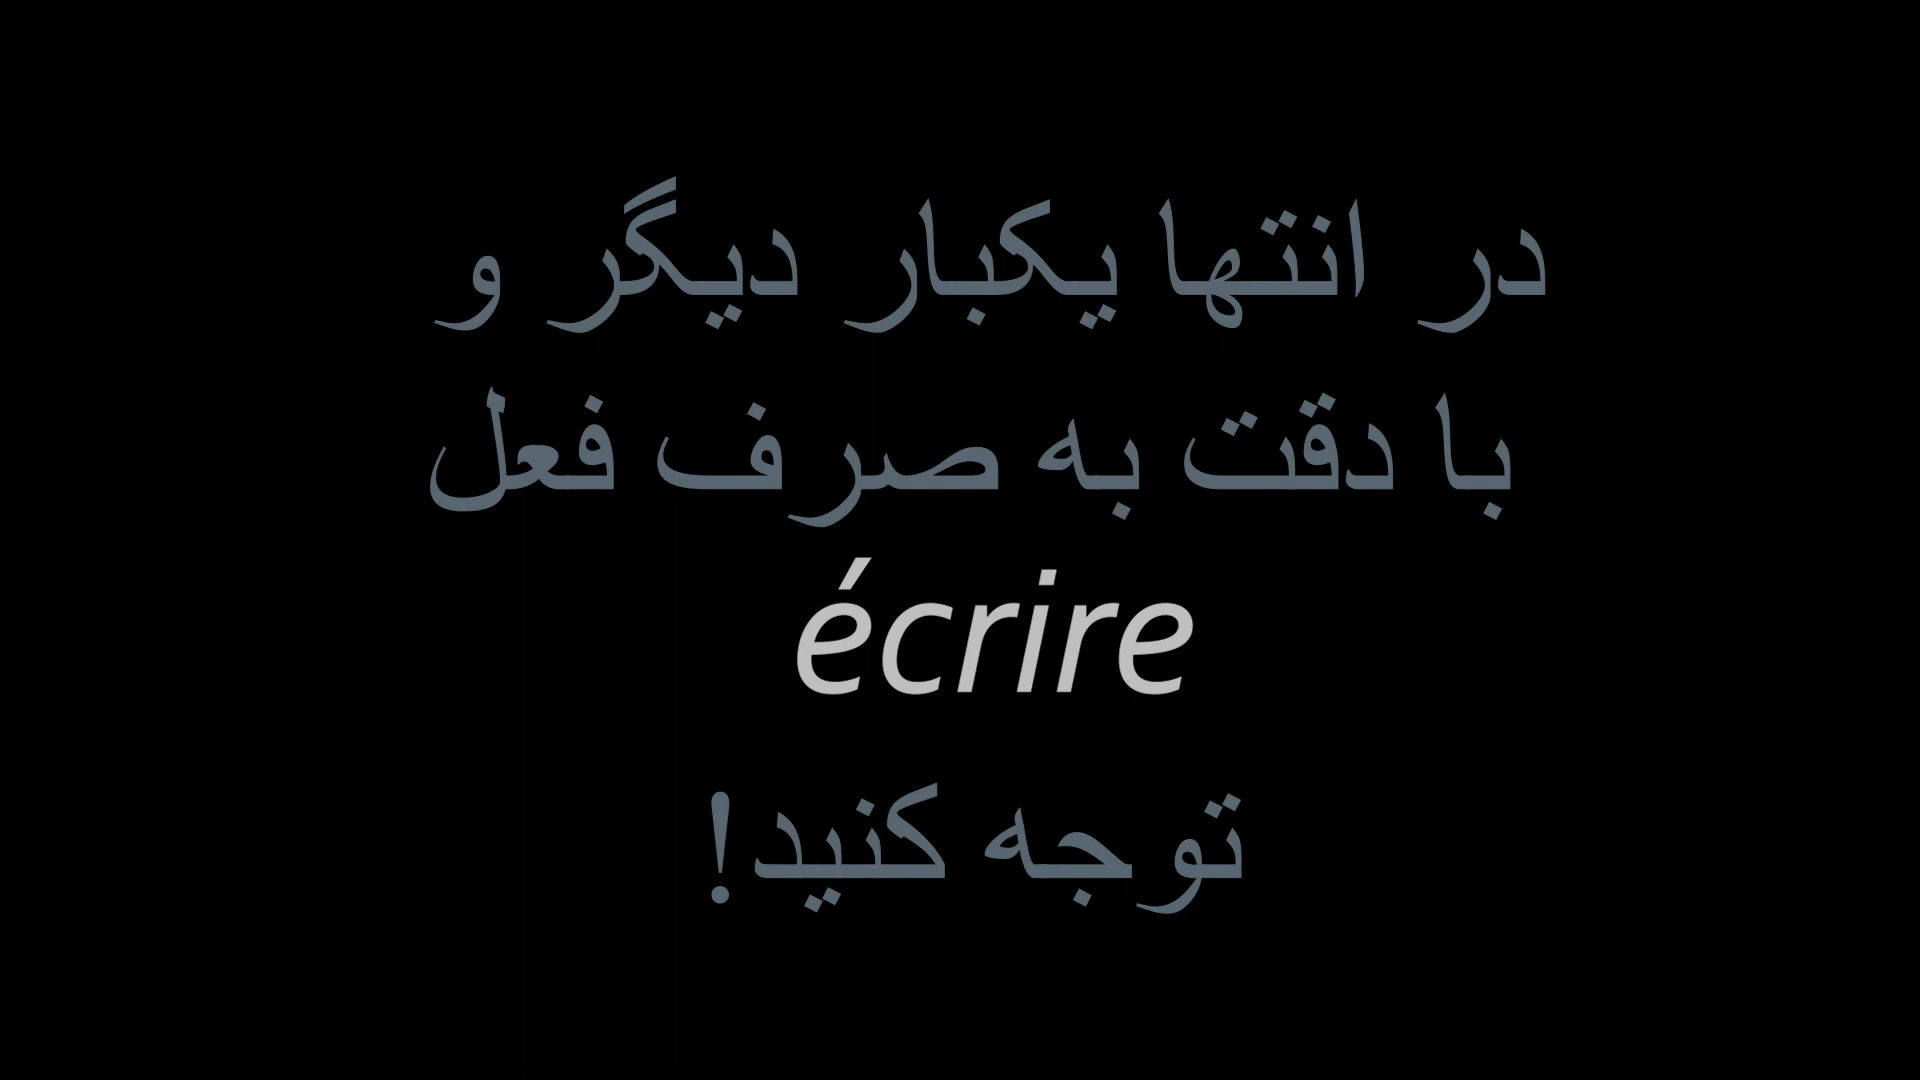 در انتها یکبار دیگر و
با دقت به صرف فعل
écrire
توجه کنید!